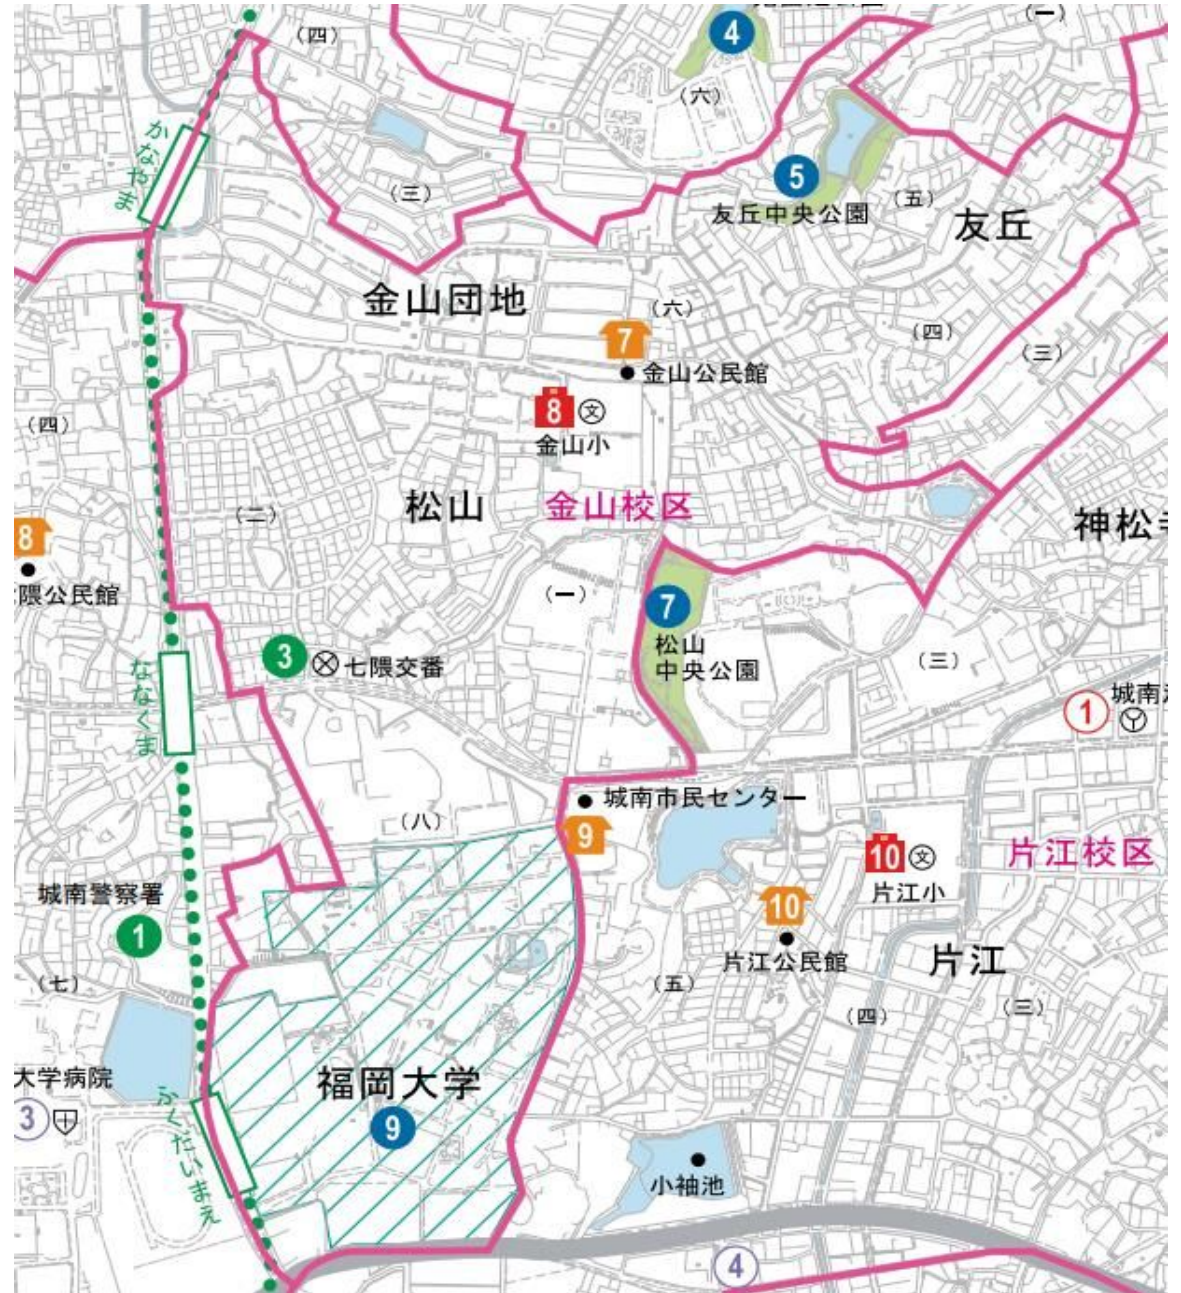 (四)
4
(一)
(六)
かなやま
(三)
5
友丘中央公園
(五)
友丘
金山団地
(六)
7
金山公民館
(四)
(三)
(四)
8
文
金山小
松山
金山校区
(二)
神松
8
隈公民館
(一)
7
松山
中央公園
3
七隈交番
(三)
ななくま
城南
1
城南市民センター
9
(八)
10
文
片江小
片江校区
城南警察署
1
10
片江公民館
片江
(七)
(五)
(四)
(三)
大学病院
3
福岡大学
9
ふくだいまえ
小袖池
4